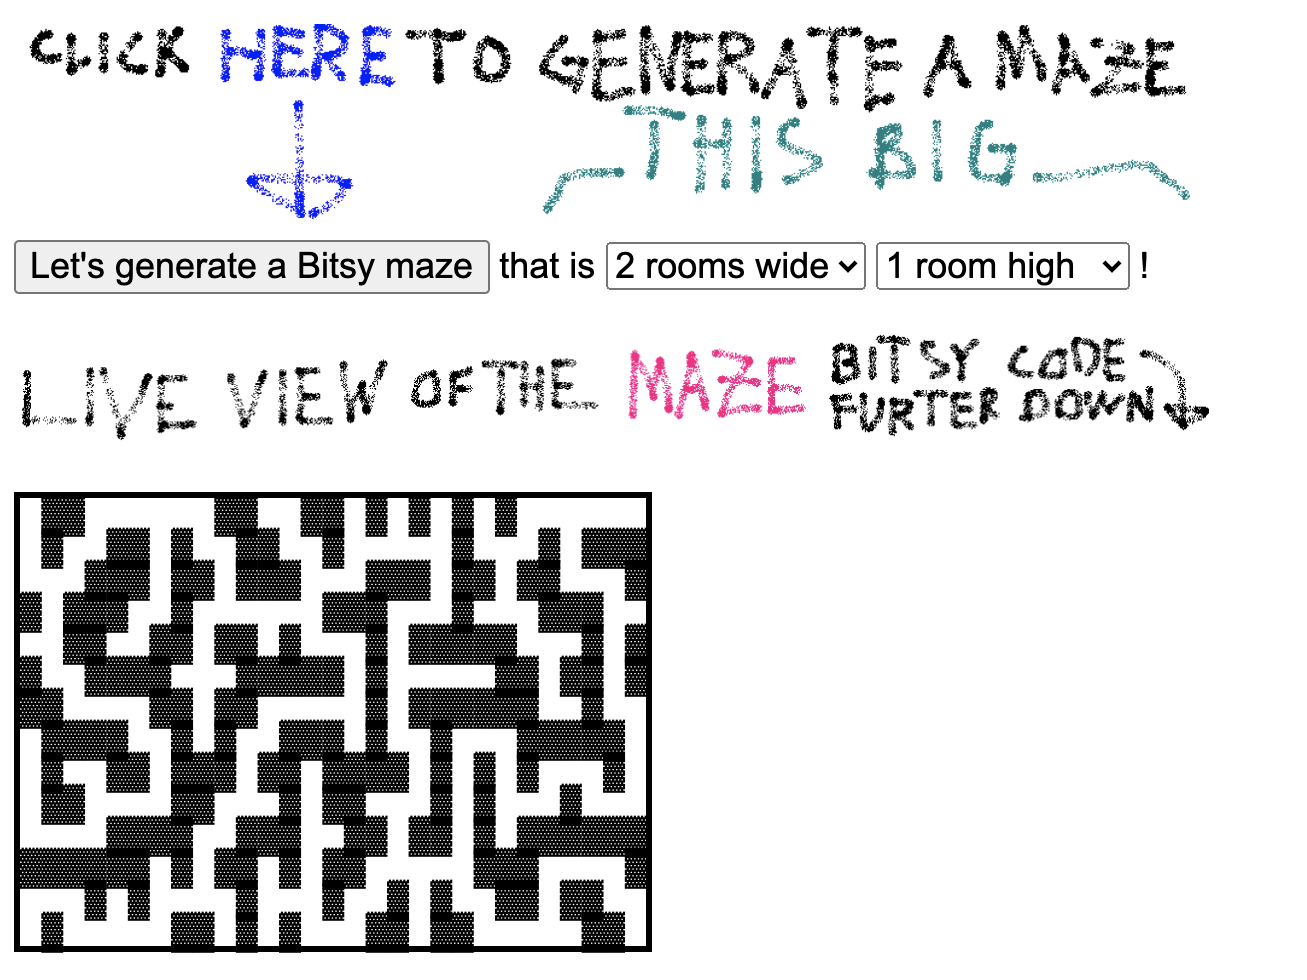 CLICK HERE TO GENERATE A MAZE
THIS BIG
Let's generate a Bitsy maze that is 2 rooms wide 1 room high !
LIVE VIEW OF THE MAZE BITSY CODE
FURTER DOWN